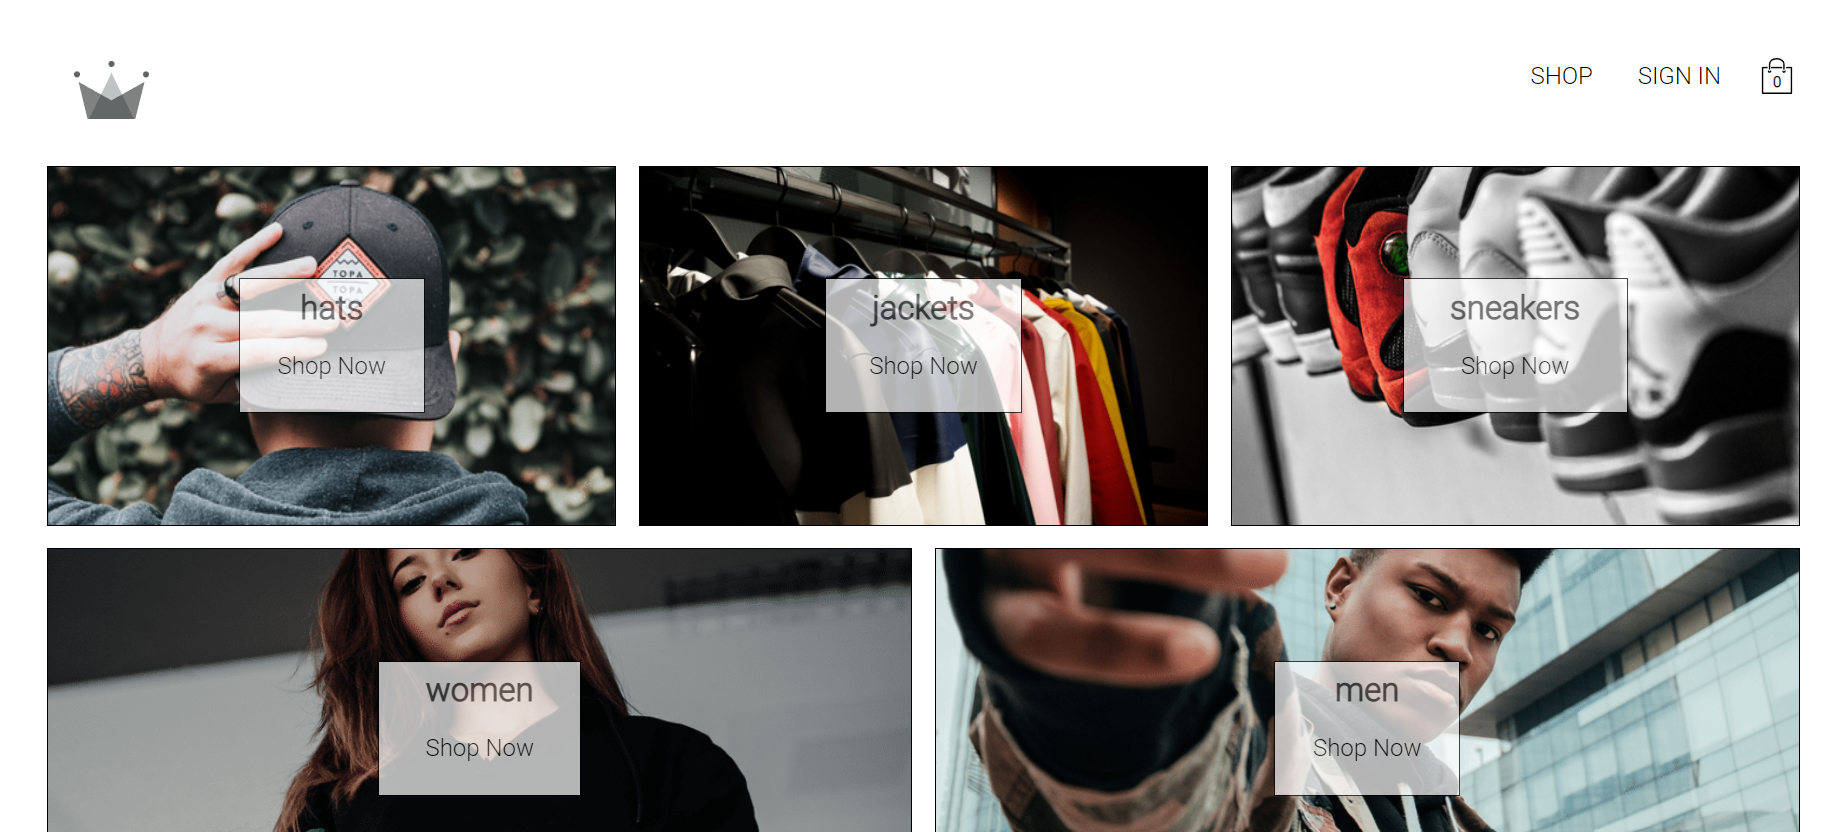 SHOP SIGN IN 0
TOPA
TOPA
hats
Shop Now
jackets
Shop Now
sneakers
Shop Now
women
Shop Now
men
Shop Now